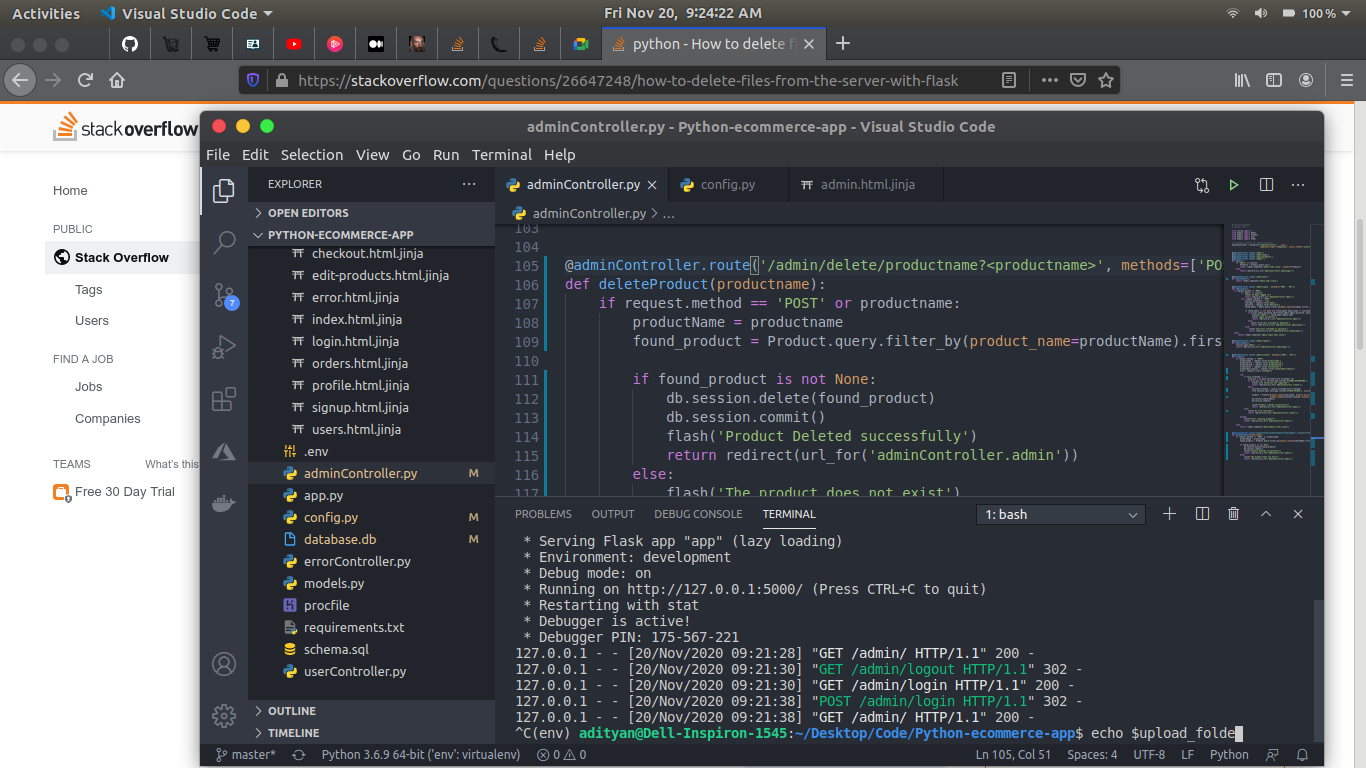 Activities
Visual Studio Code
Fri Nov 20, 9:24:22 AM
100 %
python - How to delete fi
https://stackoverflow.com/questions/26647248/how-to-delete-files-from-the-server-with-flask
stack overflow
Home
PUBLIC
Stack Overflow
Tags
Users
FIND A JOB
Jobs
Companies
TEAMS What's this
Free 30 Day Trial
adminController.py - Python-ecommerce-app - Visual Studio Code
File Edit Selection View Go Run Terminal Help
EXPLORER
OPEN EDITORS
PYTHON-ECOMMERCE-APP
checkout.html.jinja
edit-products.html.jinja
error.html.jinja
index.html.jinja
login.html.jinja
orders.html.jinja
profile.html.jinja
signup.html.jinja
users.html.jinja
.env
adminController.py M
app.py
config.py M
database.db M
errorController.py
models.py
procfile
requirements.txt
schema.sql
userController.py
OUTLINE
TIMELINE
7
adminController.py config.py admin.html.jinja
adminController.py > ...
103
104
105 @adminController.route('/admin/delete/productname?<productname>', methods=['PO
106 def deleteProduct(productname):
107 if request.method == 'POST' or productname:
108 productName = productname
109 found_product = Product.query.filter_by(product_name=productName).firs
110
111 if found_product is not None:
112 db.session.delete(found_product)
113 db.session.commit()
114 flash('Product Deleted successfully')
115 return redirect(url_for('adminController.admin'))
116 else:
117 flash('The product does not exist')
PROBLEMS OUTPUT DEBUG CONSOLE TERMINAL
1: bash
* Serving Flask app "app" (lazy loading)
* Environment: development
* Debug mode: on
* Running on http://127.0.0.1:5000/ (Press CTRL+C to quit)
* Restarting with stat
* Debugger is active!
* Debugger PIN: 175-567-221
127.0.0.1 - - [20/Nov/2020 09:21:28] "GET /admin/ HTTP/1.1" 200 -
127.0.0.1 - - [20/Nov/2020 09:21:30] "GET /admin/logout HTTP/1.1" 302 -
127.0.0.1 - - [20/Nov/2020 09:21:30] "GET /admin/login HTTP/1.1" 200 -
127.0.0.1 - - [20/Nov/2020 09:21:38] "POST /admin/login HTTP/1.1" 302 -
127.0.0.1 - - [20/Nov/2020 09:21:38] "GET /admin/ HTTP/1.1" 200 -
^C(env) adityan@Dell-Inspiron-1545:~/Desktop/Code/Python-ecommerce-app$ echo $upload_folde
master* Python 3.6.9 64-bit ('env': virtualenv) 0 0 Ln 105, Col 51 Spaces: 4 UTF-8 LF Python